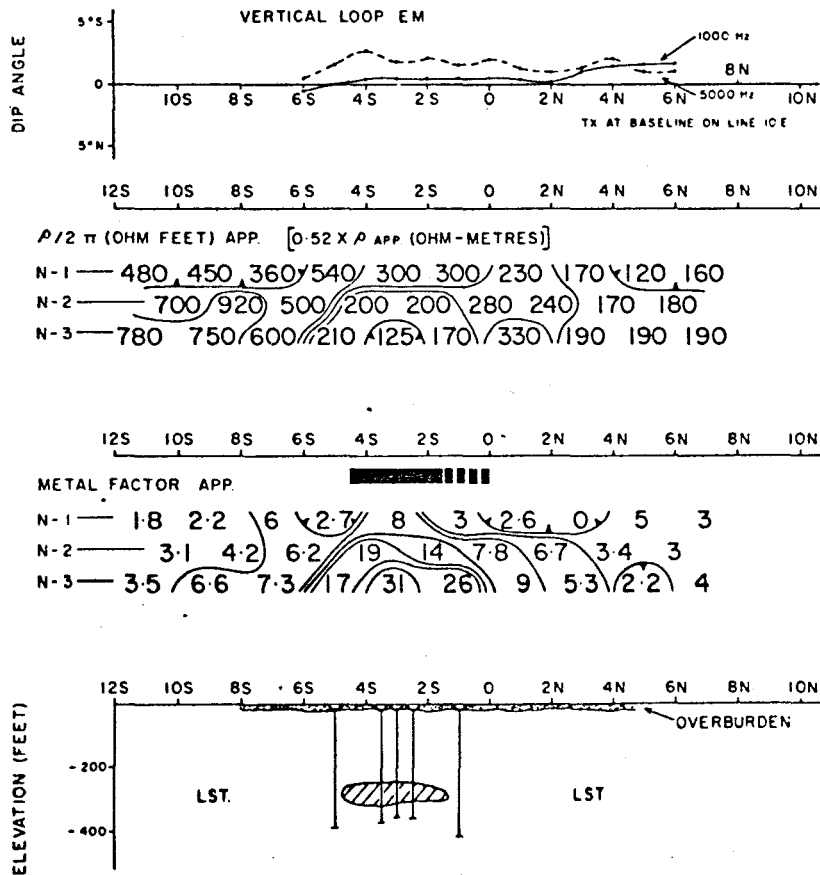 VERTICAL LOOP EM
5°S
DIP ANGLE
1000 Hz
0
8N
10S 8S 6S 4S 2S 0 2N 4N 6N 10N
5000 Hz
TX AT BASELINE ON LINE 10E
5°N
12S 10S 8S 6S 4S 2S 0 2N 4N 6N 8N 10N
ρ/2 π (OHM FEET) APP. [0·52 X ρ APP. (OHM-METRES)]
N-1 480 450 360 540 300 300 230 170 120 160
N-2 700 920 500 200 200 280 240 170 180
N-3 780 750 600 210 125 170 330 190 190 190
12S 10S 8S 6S 4S 2S 0 2N 4N 6N 8N 10N
METAL FACTOR APP.
N-1 1.8 2.2 6 2.7 8 3 2.6 0 5 3
N-2 3.1 4.2 6.2 19 14 7.8 6.7 3.4 3
N-3 3.5 6.6 7.3 17 31 26 9 5.3 2.2 4
12S 10S 8S 6S 4S 2S 0 2N 4N 6N 8N 10N
ELEVATION (FEET)
OVERBURDEN
-200
LST. LST
-400